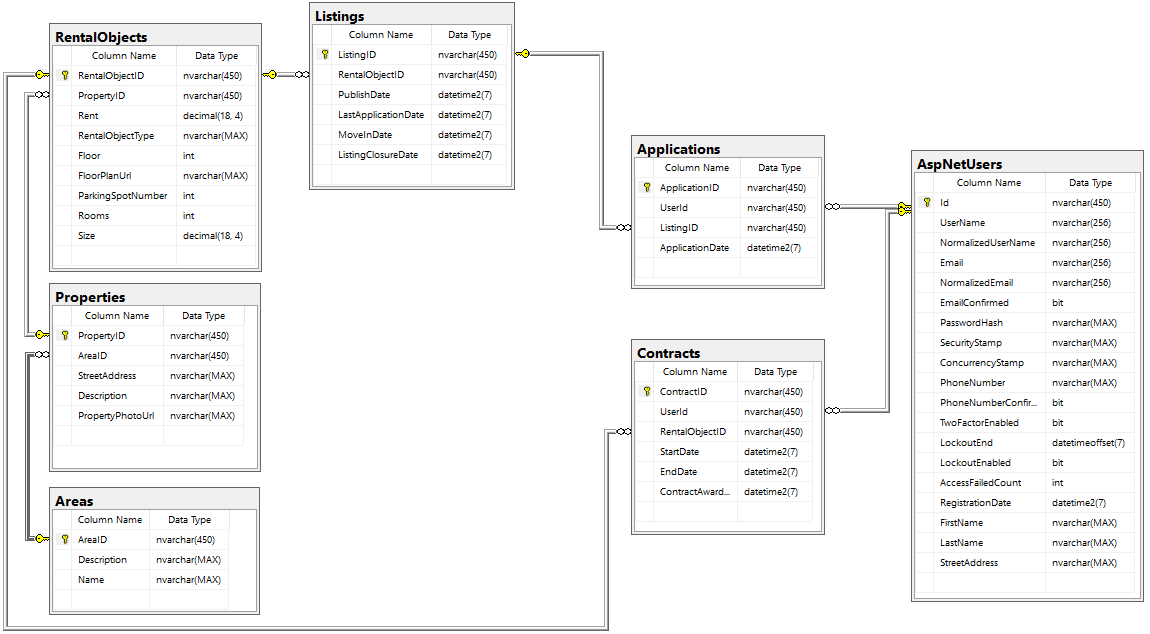 RentalObjects
Column Name Data Type
RentalObjectID nvarchar(450)
PropertyID nvarchar(450)
Rent decimal(18, 4)
RentalObjectType nvarchar(MAX)
Floor int
FloorPlanUrl nvarchar(MAX)
ParkingSpotNumber int
Rooms int
Size decimal(18, 4)
Listings
Column Name Data Type
ListingID nvarchar(450)
RentalObjectID nvarchar(450)
PublishDate datetime2(7)
LastApplicationDate datetime2(7)
MoveInDate datetime2(7)
ListingClosureDate datetime2(7)
Applications
Column Name Data Type
ApplicationID nvarchar(450)
UserId nvarchar(450)
ListingID nvarchar(450)
ApplicationDate datetime2(7)
AspNetUsers
Column Name Data Type
Id nvarchar(450)
UserName nvarchar(256)
NormalizedUserName nvarchar(256)
Email nvarchar(256)
NormalizedEmail nvarchar(256)
EmailConfirmed bit
PasswordHash nvarchar(MAX)
SecurityStamp nvarchar(MAX)
ConcurrencyStamp nvarchar(MAX)
PhoneNumber nvarchar(MAX)
PhoneNumberConfir... bit
TwoFactorEnabled bit
LockoutEnd datetimeoffset(7)
LockoutEnabled bit
AccessFailedCount int
RegistrationDate datetime2(7)
FirstName nvarchar(MAX)
LastName nvarchar(MAX)
StreetAddress nvarchar(MAX)
Properties
Column Name Data Type
PropertyID nvarchar(450)
AreaID nvarchar(450)
StreetAddress nvarchar(MAX)
Description nvarchar(MAX)
PropertyPhotoUrl nvarchar(MAX)
Contracts
Column Name Data Type
ContractID nvarchar(450)
UserId nvarchar(450)
RentalObjectID nvarchar(450)
StartDate datetime2(7)
EndDate datetime2(7)
ContractAward... datetime2(7)
Areas
Column Name Data Type
AreaID nvarchar(450)
Description nvarchar(MAX)
Name nvarchar(MAX)